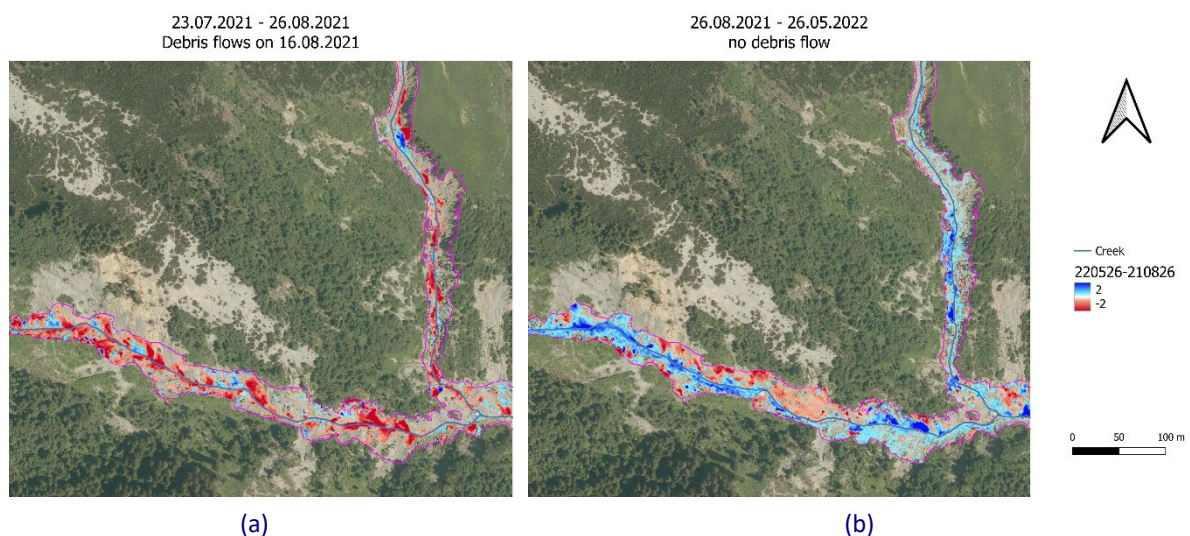 23.07.2021 - 26.08.2021
Debris flows on 16.08.2021
26.08.2021 - 26.05.2022
no debris flow
Creek
220526-210826
2
-2
0 50 100 m
(a)
(b)